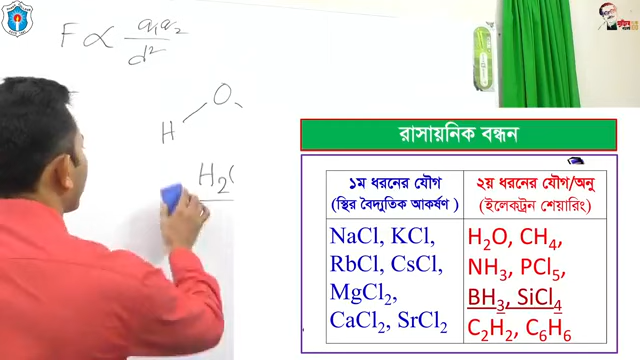 F ∝ q₁q₂ / d²
O
H
H₂
রাসায়নিক বন্ধন
১ম ধরনের যৌগ
(স্থির বৈদ্যুতিক আকর্ষণ )
NaCl, KCl,
RbCl, CsCl,
MgCl₂,
CaCl₂, SrCl₂
২য় ধরনের যৌগ/অনু
(ইলেকট্রন শেয়ারিং)
H₂O, CH₄,
NH₃, PCl₅,
BH₃, SiCl₄
C₂H₂, C₆H₆